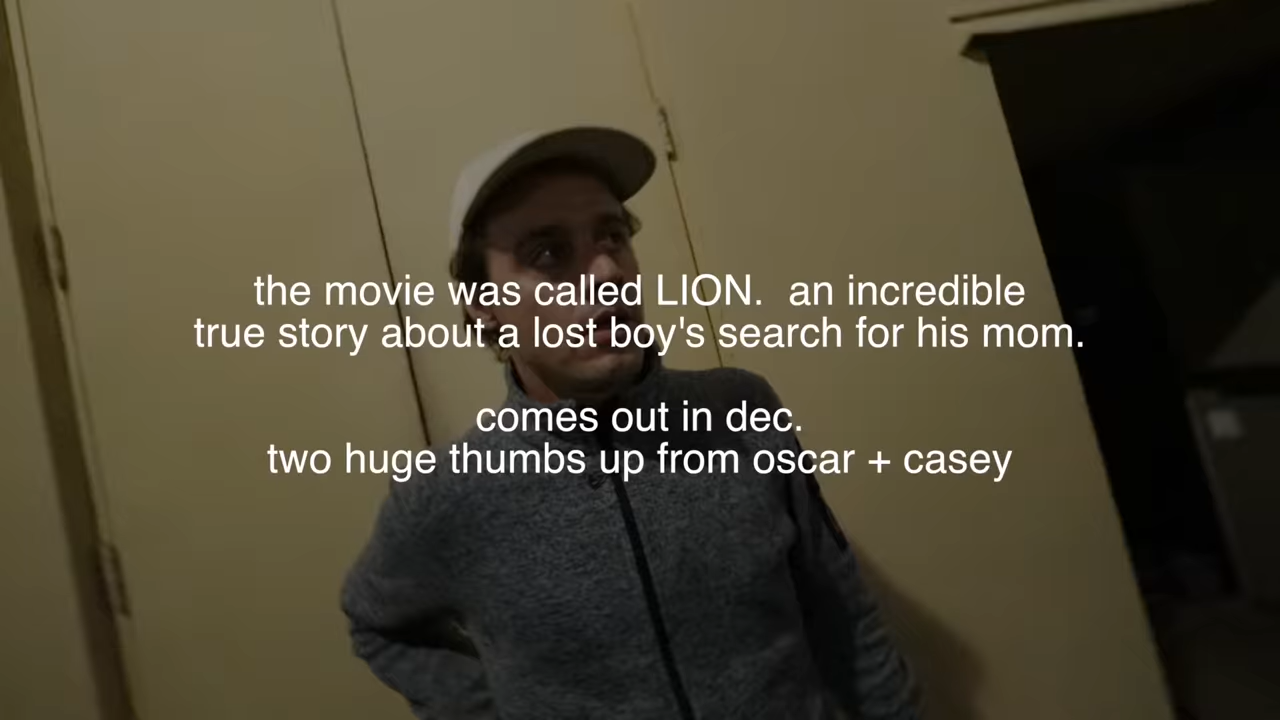 the movie was called LION.  an incredible
true story about a lost boy's search for his mom.
comes out in dec.
two huge thumbs up from oscar + casey